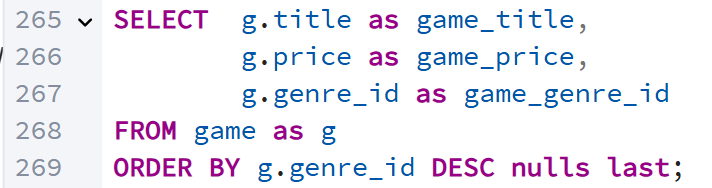 265 SELECT g.title as game_title,
266 g.price as game_price,
267 g.genre_id as game_genre_id
268 FROM game as g
269 ORDER BY g.genre_id DESC nulls last;